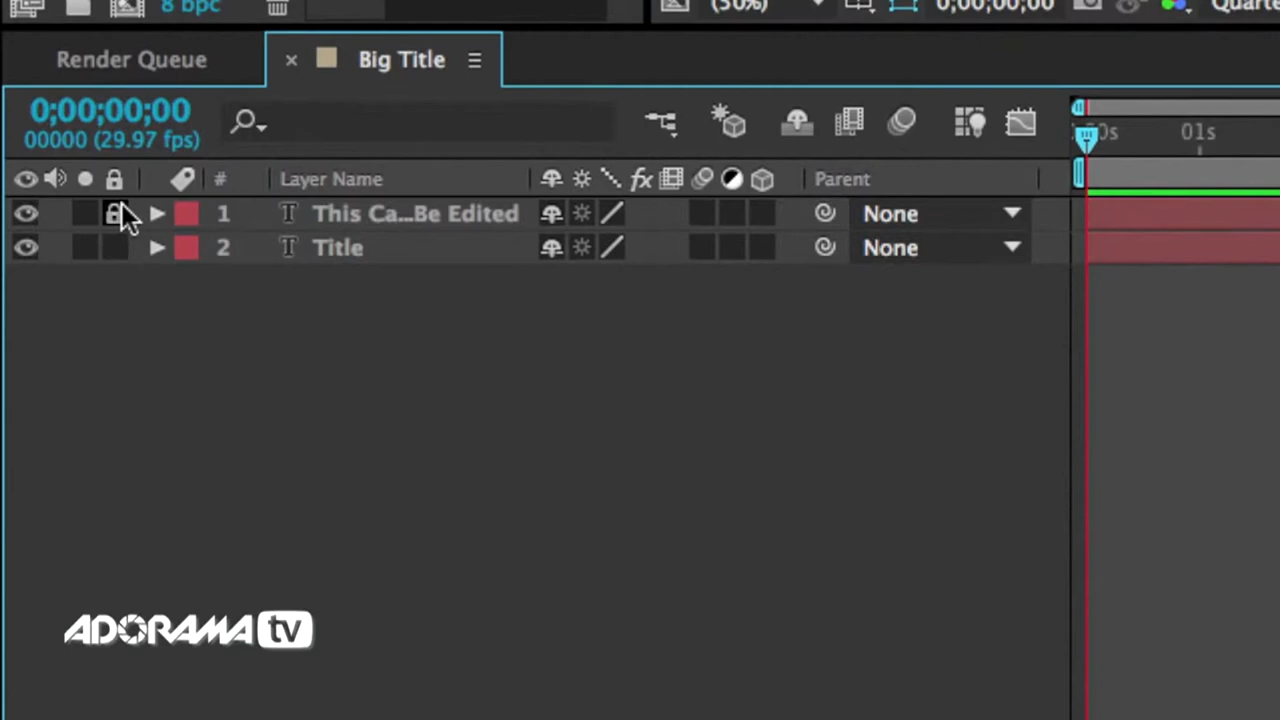 8 bpc
(50%)
0;00;00;00
Render Queue
Big Title
0;00;00;00
00000 (29.97 fps)
01s
#
Layer Name
fx
Parent
1
T
This Ca...Be Edited
None
2
T
Title
None
ADORAMA tv